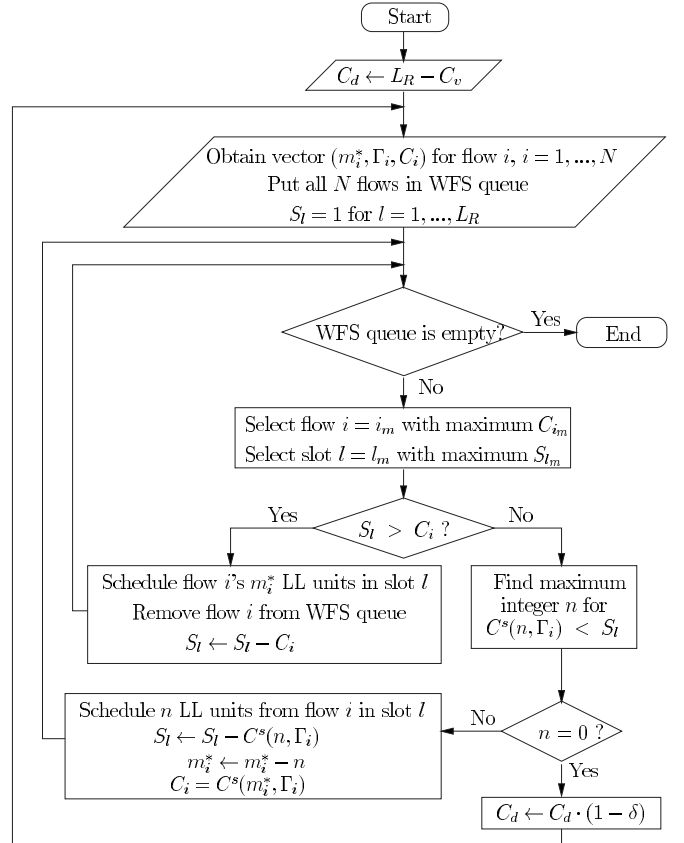 Start
C_d ← L_R − C_v
Obtain vector (m_i^*, Γ_i, C_i) for flow i, i = 1, ..., N
Put all N flows in WFS queue
S_l = 1 for l = 1, ..., L_R
WFS queue is empty?
Yes
End
No
Select flow i = i_m with maximum C_{i_m}
Select slot l = l_m with maximum S_{l_m}
Yes
S_l > C_i ?
No
Schedule flow i's m_i^* LL units in slot l
Remove flow i from WFS queue
S_l ← S_l − C_i
Find maximum
integer n for
C^s(n, Γ_i) < S_l
Schedule n LL units from flow i in slot l
S_l ← S_l − C^s(n, Γ_i)
m_i^* ← m_i^* − n
C_i = C^s(m_i^*, Γ_i)
No
n = 0 ?
Yes
C_d ← C_d · (1 − δ)